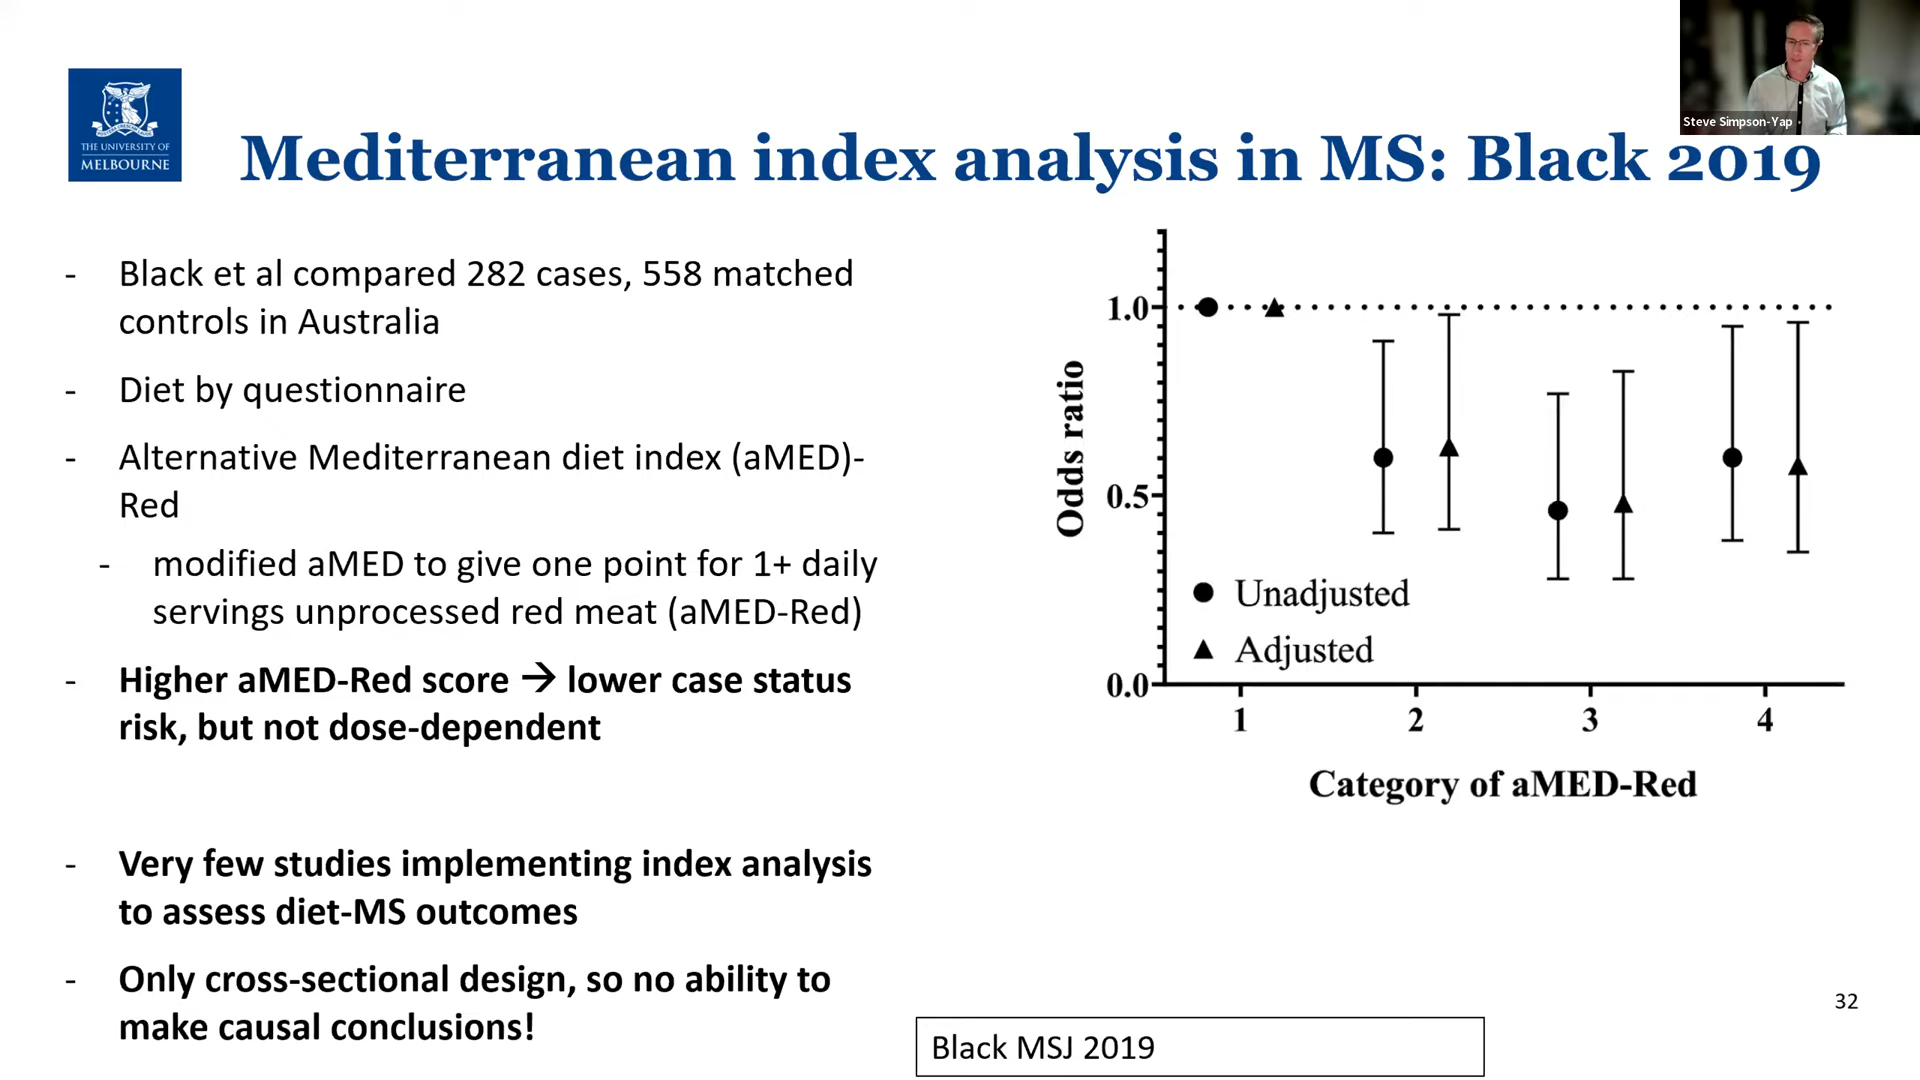 Steve Simpson-Yap
THE UNIVERSITY OF
MELBOURNE
Mediterranean index analysis in MS: Black 2019
- Black et al compared 282 cases, 558 matched
controls in Australia
- Diet by questionnaire
- Alternative Mediterranean diet index (aMED)-
Red
- modified aMED to give one point for 1+ daily
servings unprocessed red meat (aMED-Red)
- Higher aMED-Red score → lower case status
risk, but not dose-dependent
- Very few studies implementing index analysis
to assess diet-MS outcomes
- Only cross-sectional design, so no ability to
make causal conclusions!
Odds ratio
1.0
0.5
0.0
Unadjusted
Adjusted
1 2 3 4
Category of aMED-Red
32
Black MSJ 2019